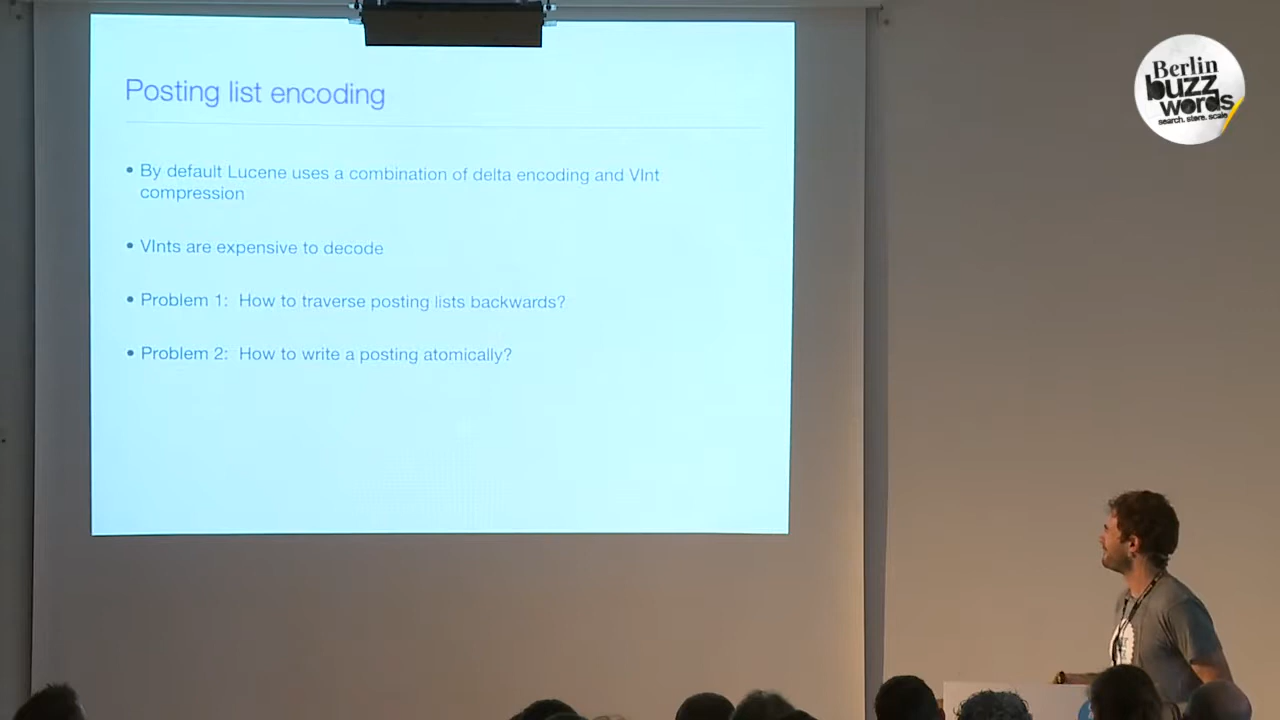 Posting list encoding
• By default Lucene uses a combination of delta encoding and VInt
compression
• VInts are expensive to decode
• Problem 1: How to traverse posting lists backwards?
• Problem 2: How to write a posting atomically?
Berlin
buzz
words
search. store. scale